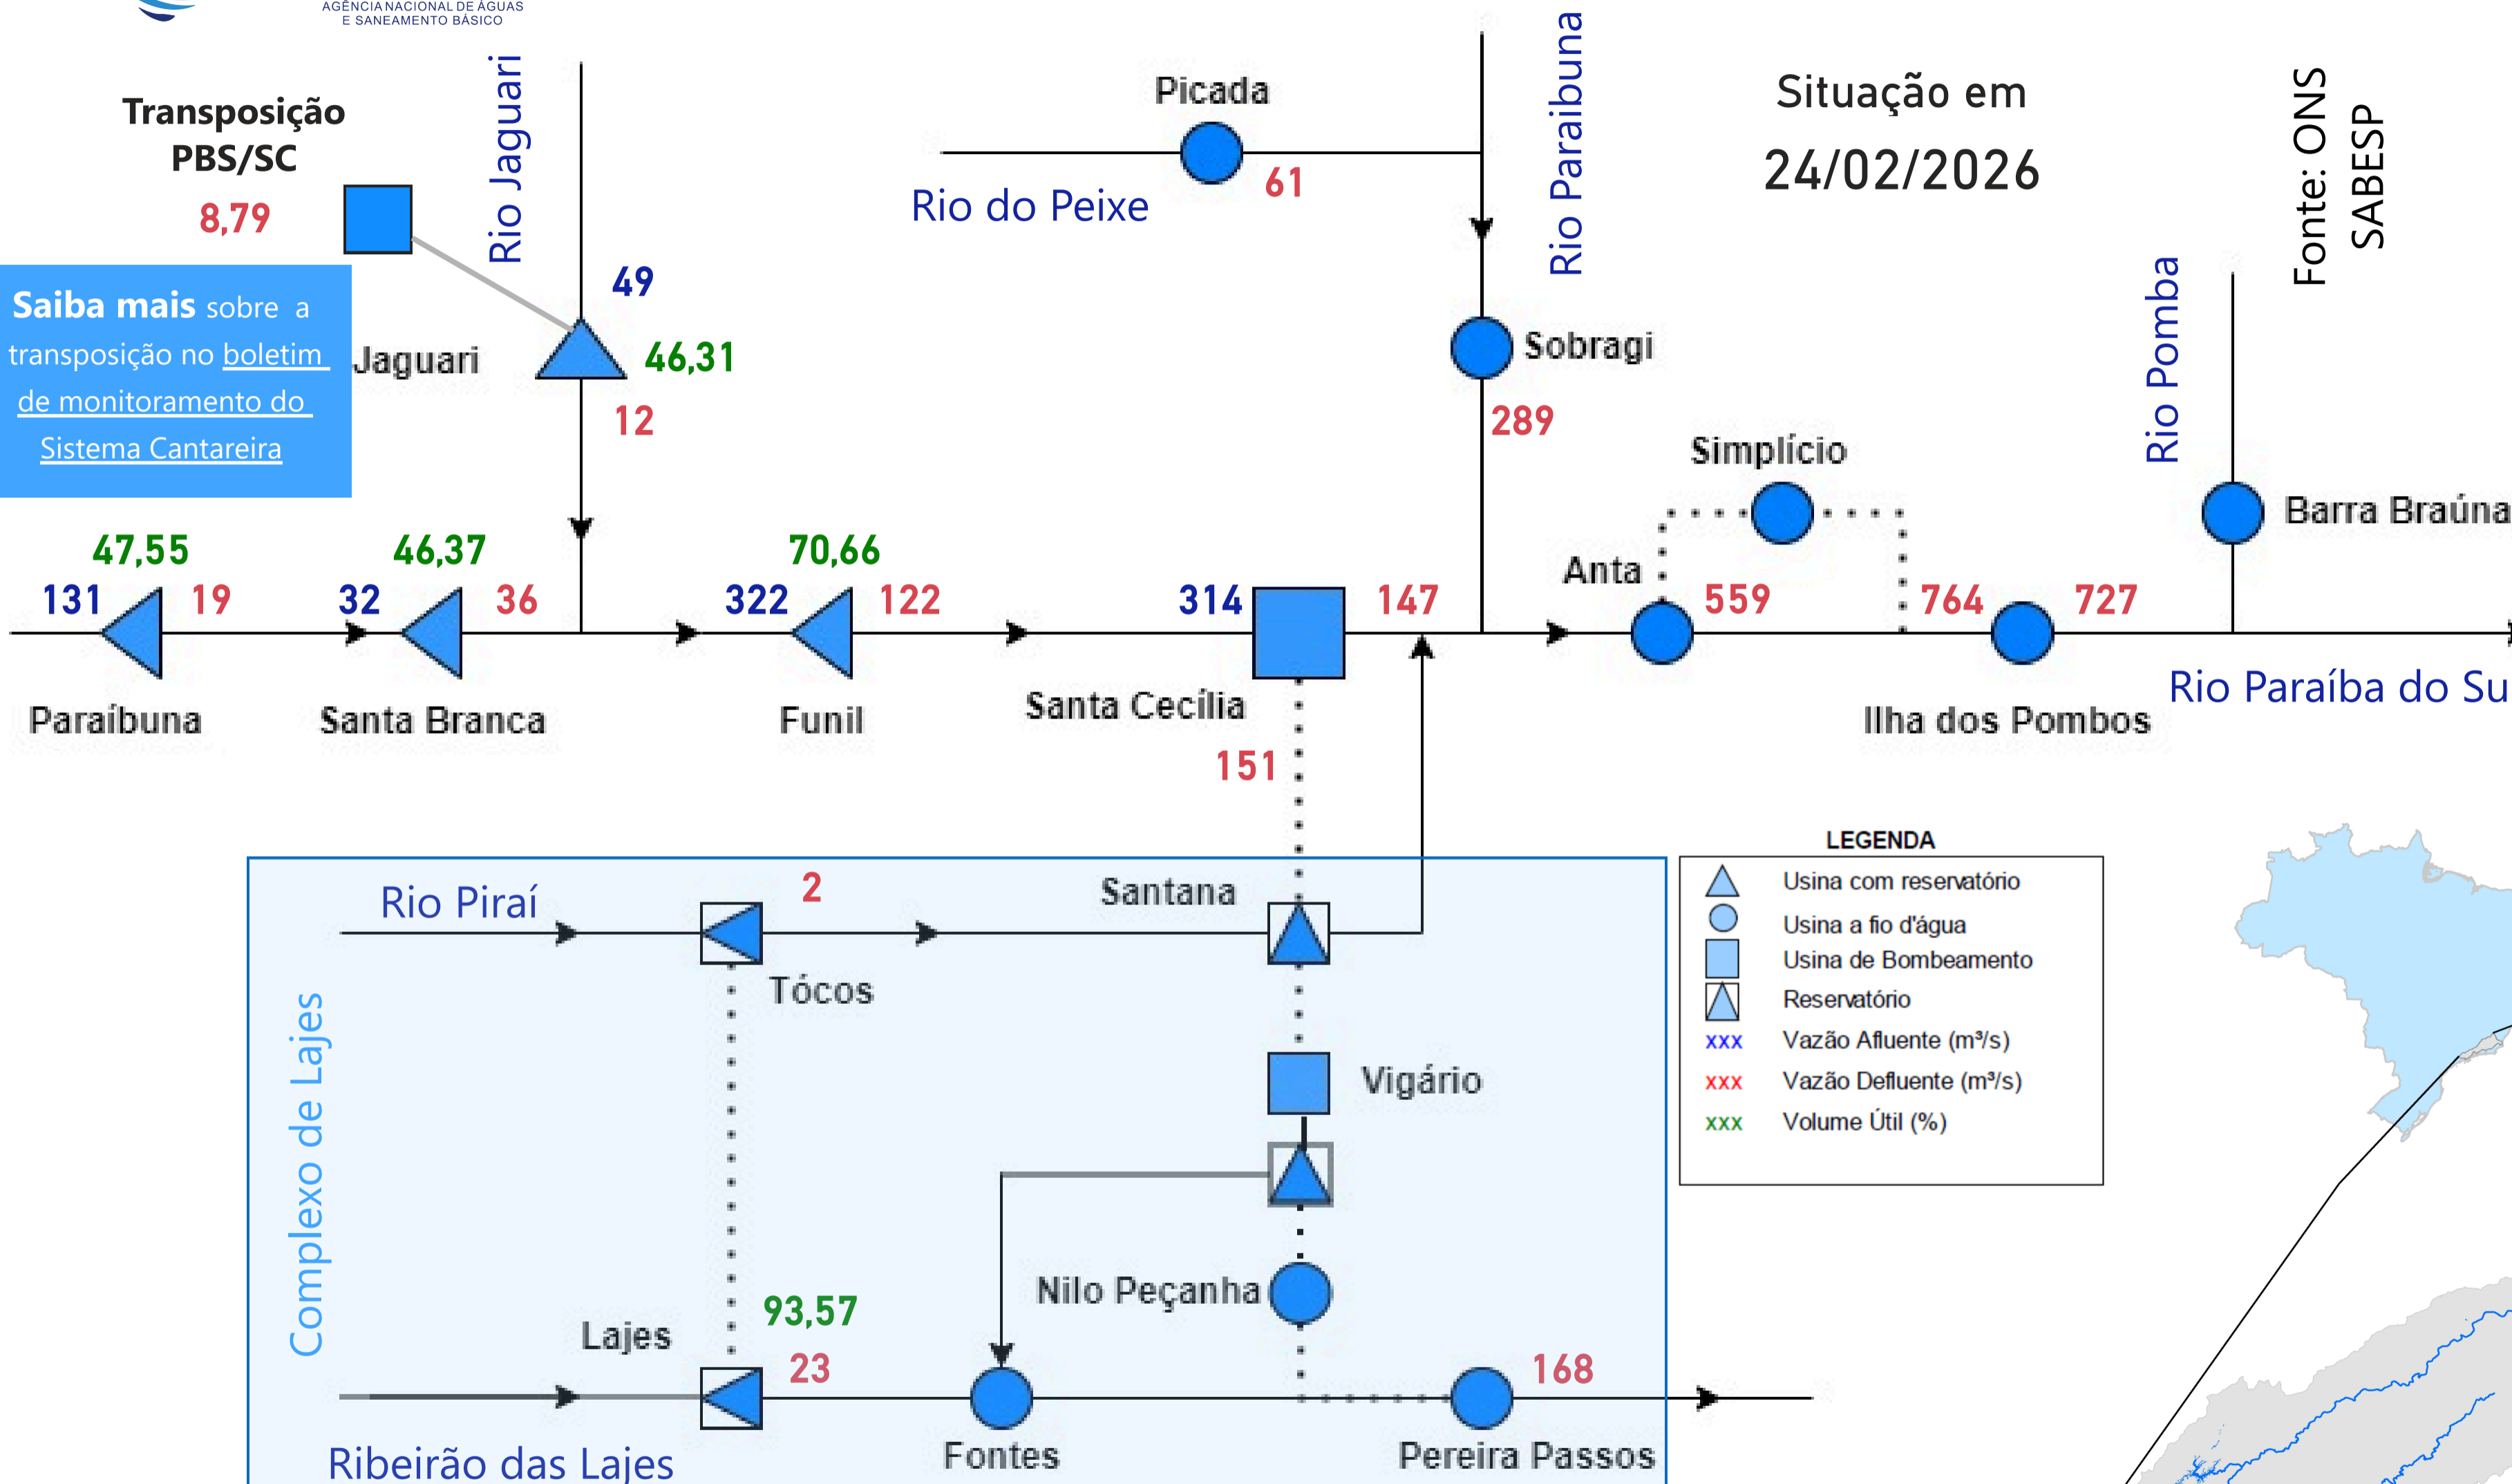 AGÊNCIA NACIONAL DE ÁGUAS
E SANEAMENTO BÁSICO
Transposição
PBS/SC
8,79
Rio Jaguari
Picada
61
Rio do Peixe
Rio Paraibuna
Situação em
24/02/2026
Fonte: ONS
SABESP
Saiba mais sobre a
transposição no boletim
de monitoramento do
Sistema Cantareira
49
Jaguari
46,31
12
Sobragi
289
Rio Pomba
Simplício
Barra Braúna
47,55
131
19
Paraíbuna
46,37
32
36
Santa Branca
70,66
322
122
Funil
314
147
Santa Cecília
151
Anta
559
764
727
Ilha dos Pombos
Rio Paraíba do Su
Complexo de Lajes
Rio Piraí
2
Tócos
Santana
Vigário
Nilo Peçanha
Lajes
93,57
23
Fontes
168
Pereira Passos
Ribeirão das Lajes
LEGENDA
Usina com reservatório
Usina a fio d'água
Usina de Bombeamento
Reservatório
xxx Vazão Afluente (m³/s)
xxx Vazão Defluente (m³/s)
xxx Volume Útil (%)